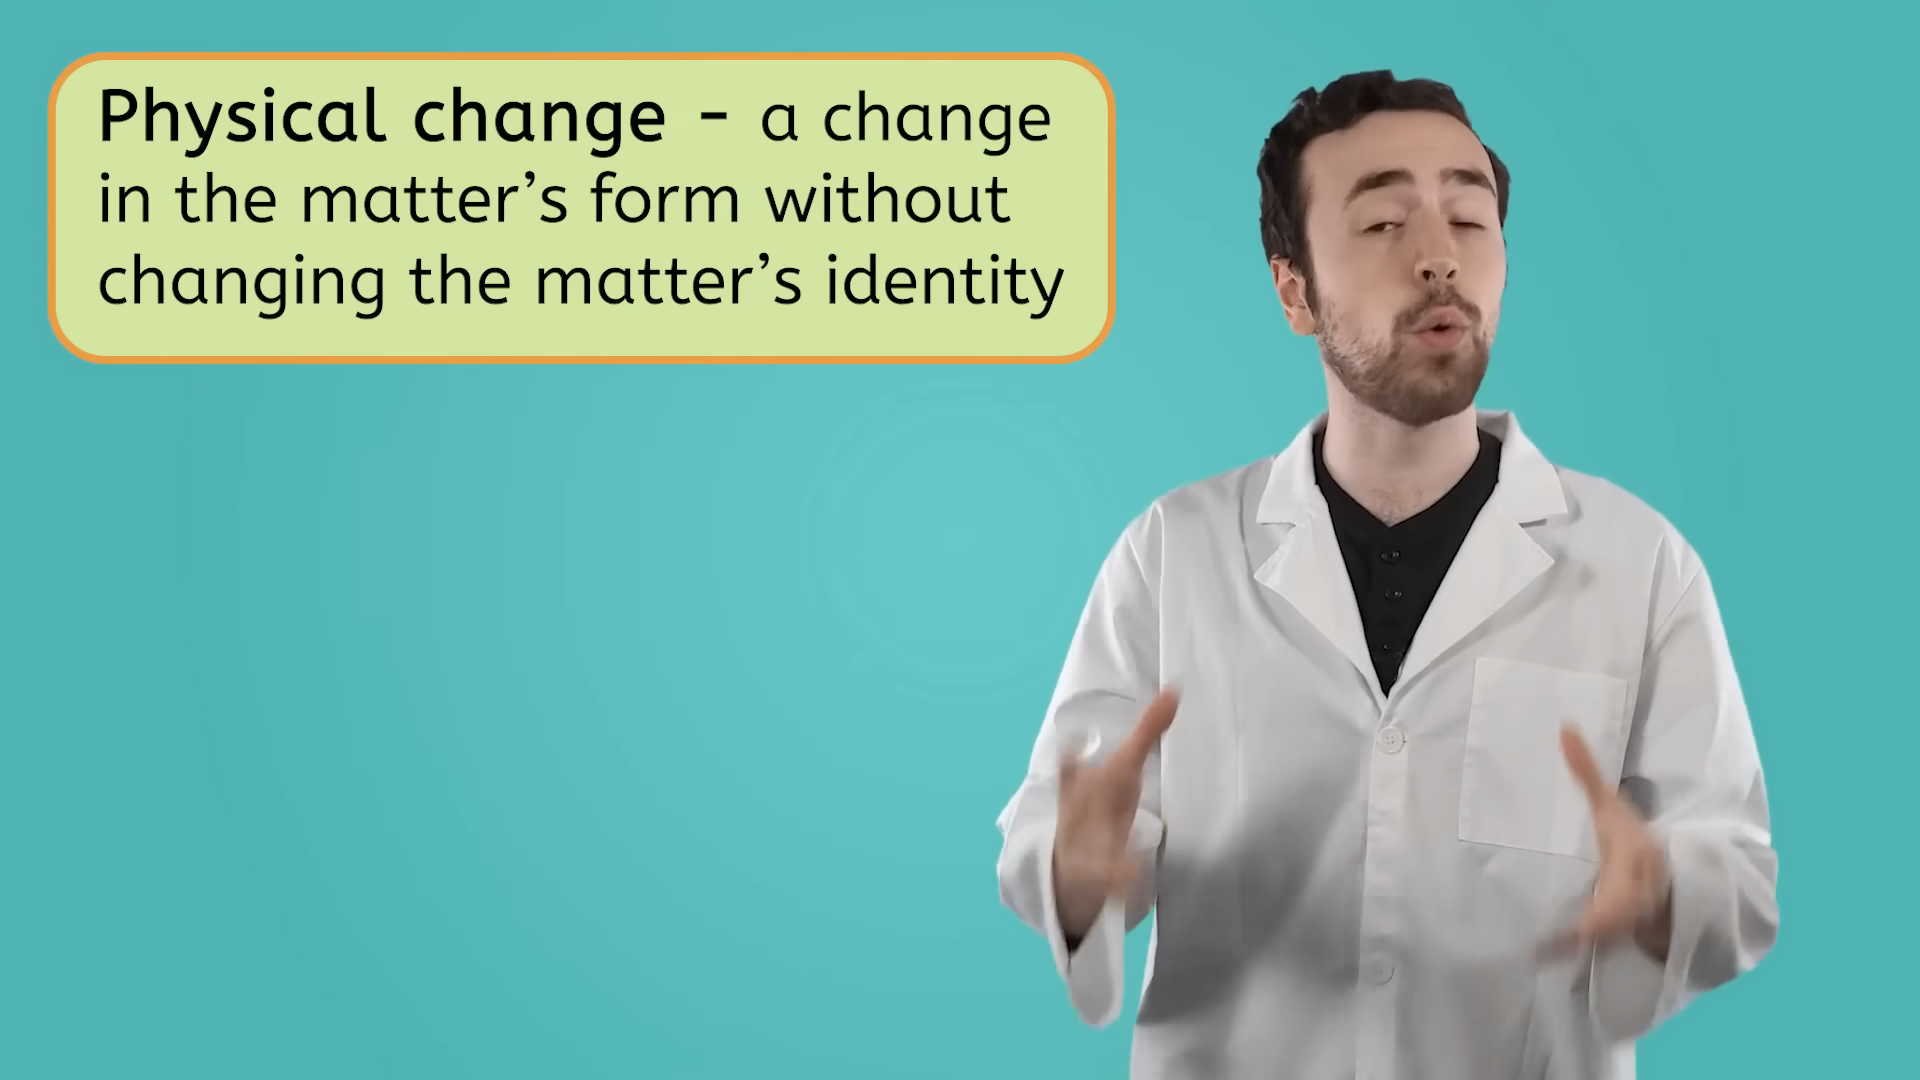 Physical change - a change
in the matter’s form without
changing the matter’s identity